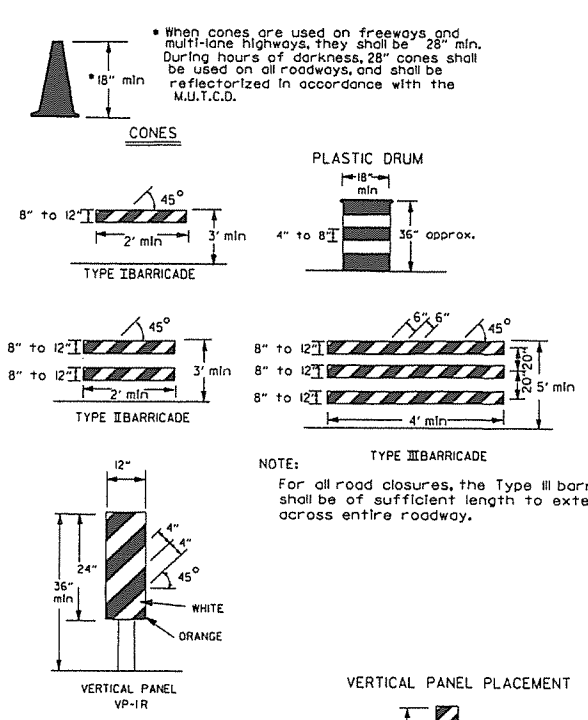 * When cones are used on freeways and
multi-lane highways, they shall be 28" min.
During hours of darkness, 28" cones shall
be used on all roadways, and shall be
reflectorized in accordance with the
M.U.T.C.D.
*18" min
CONES
PLASTIC DRUM
18"
min
4" to 8"
36" approx.
45°
8" to 12"
2' min
3' min
TYPE I BARRICADE
45°
8" to 12"
8" to 12"
2' min
3' min
TYPE II BARRICADE
6" 6"
45°
8" to 12"
8" to 12"
8" to 12"
20"
20"
5' min
4' min
TYPE III BARRICADE
NOTE:
For all road closures, the Type III barr
shall be of sufficient length to exte
across entire roadway.
12"
4"
4"
45°
24"
36"
min
WHITE
ORANGE
VERTICAL PANEL
VP-1R
VERTICAL PANEL PLACEMENT